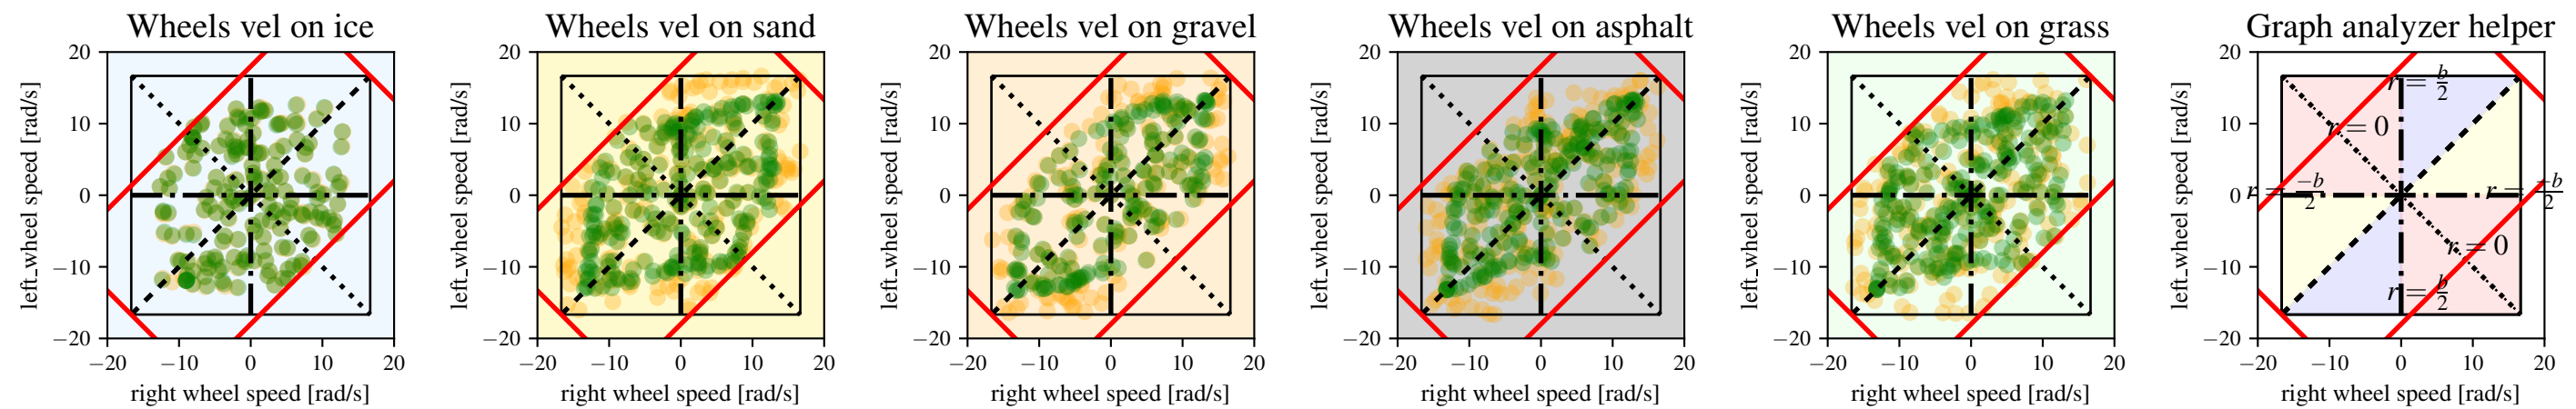 Wheels vel on ice
20
10
0
−10
−20
−20 −10 0 10 20
left_wheel speed [rad/s]
right wheel speed [rad/s]
Wheels vel on sand
20
10
0
−10
−20
−20 −10 0 10 20
left_wheel speed [rad/s]
right wheel speed [rad/s]
Wheels vel on gravel
20
10
0
−10
−20
−20 −10 0 10 20
left_wheel speed [rad/s]
right wheel speed [rad/s]
Wheels vel on asphalt
20
10
0
−10
−20
−20 −10 0 10 20
left_wheel speed [rad/s]
right wheel speed [rad/s]
Wheels vel on grass
20
10
0
−10
−20
−20 −10 0 10 20
left_wheel speed [rad/s]
right wheel speed [rad/s]
Graph analyzer helper
20
10
0
−10
−20
−20 −10 0 10 20
left_wheel speed [rad/s]
right wheel speed [rad/s]
r = b/2
r = 0
r = −b/2
r = −b/2
r = 0
r = b/2